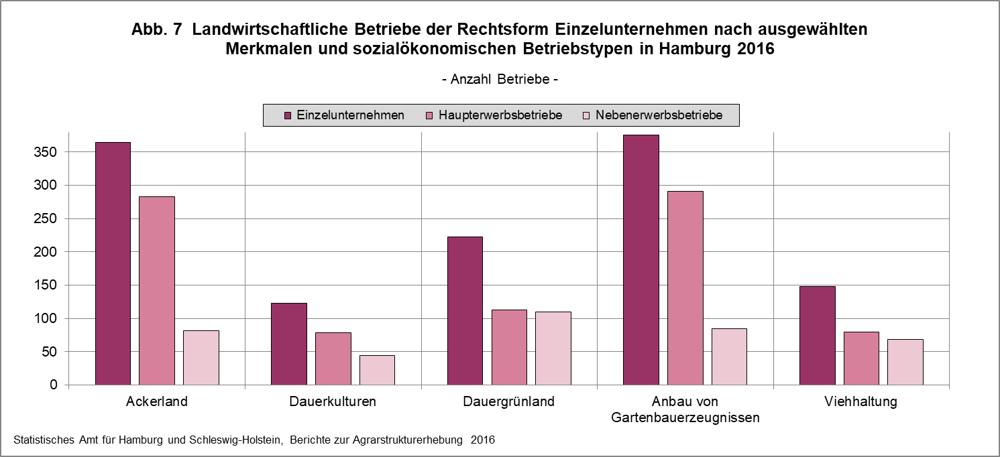 Abb. 7 Landwirtschaftliche Betriebe der Rechtsform Einzelunternehmen nach ausgewählten
Merkmalen und sozialökonomischen Betriebstypen in Hamburg 2016
- Anzahl Betriebe -
Einzelunternehmen Haupterwerbsbetriebe Nebenerwerbsbetriebe
350
300
250
200
150
100
50
0
Ackerland Dauerkulturen Dauergrünland Anbau von Viehhaltung
Gartenbauerzeugnissen
Statistisches Amt für Hamburg und Schleswig-Holstein, Berichte zur Agrarstrukturerhebung 2016